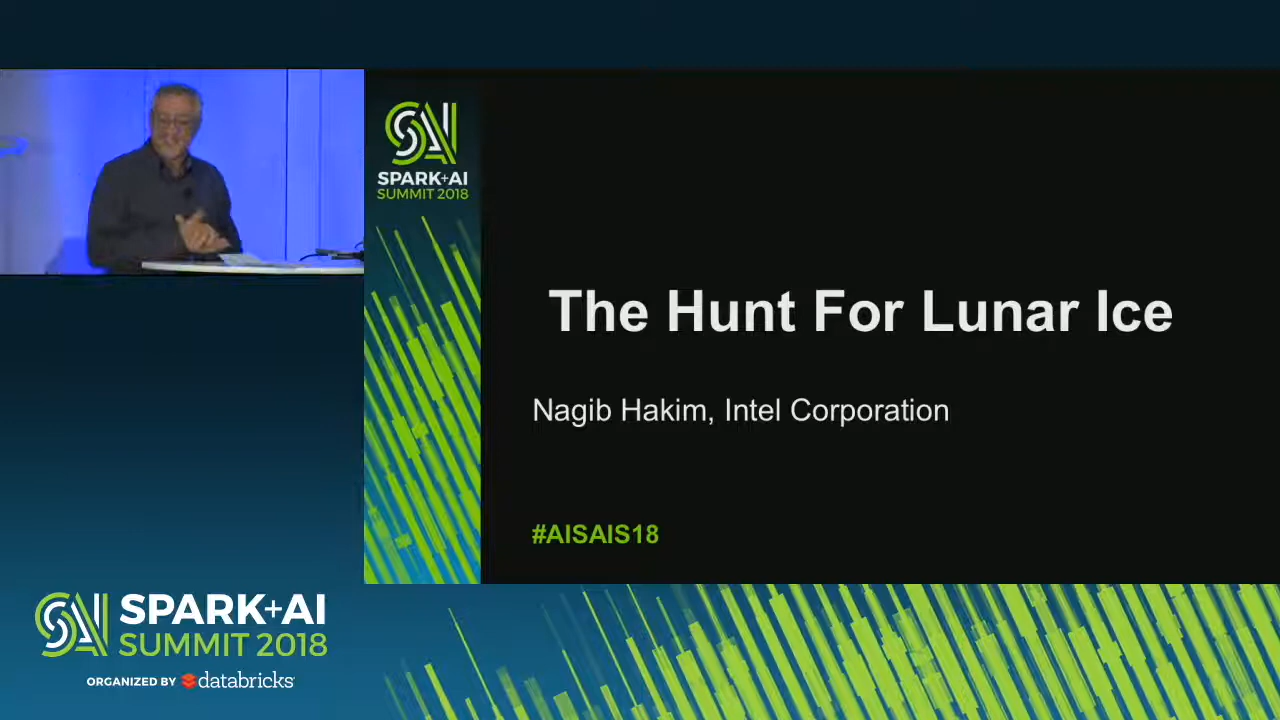 SPARK+AI
SUMMIT 2018
The Hunt For Lunar Ice
Nagib Hakim, Intel Corporation
#AISAIS18
SPARK+AI
SUMMIT 2018
ORGANIZED BY databricks